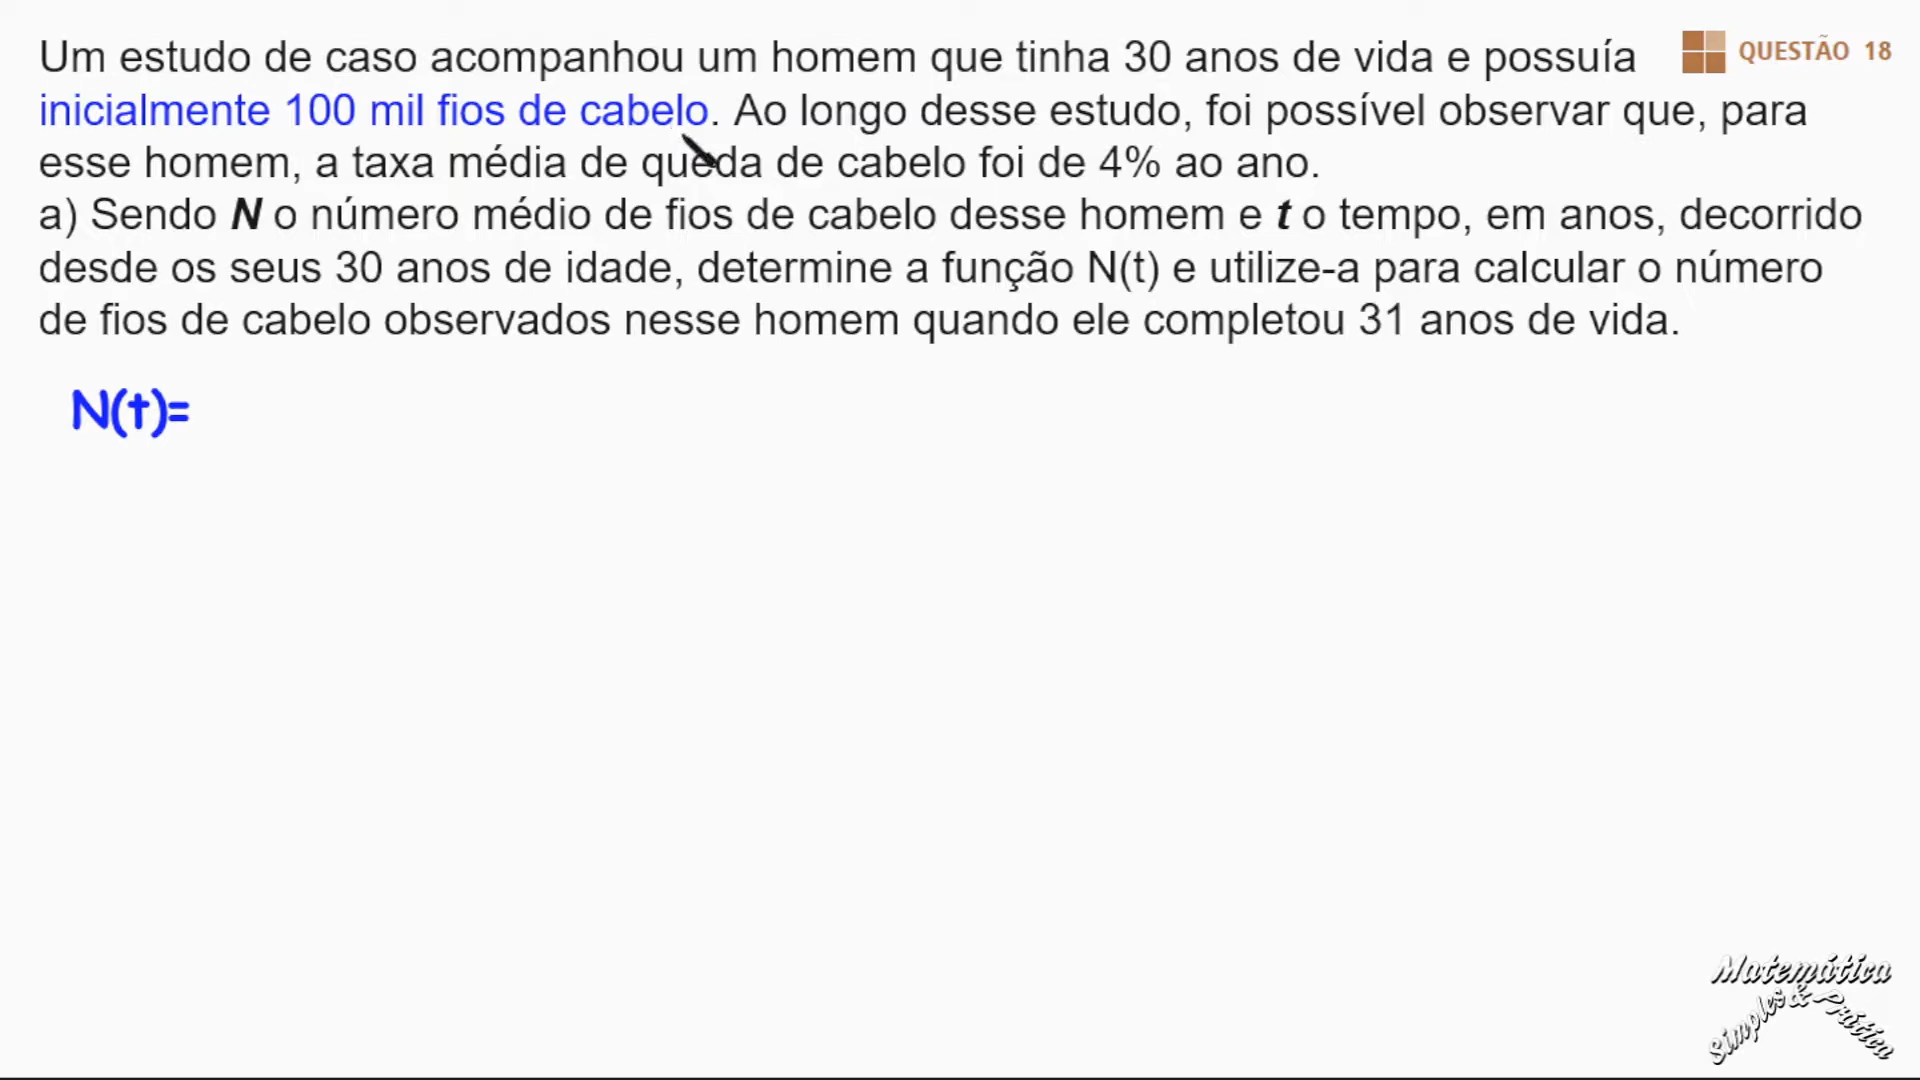 Um estudo de caso acompanhou um homem que tinha 30 anos de vida e possuía
QUESTÃO 18
inicialmente 100 mil fios de cabelo. Ao longo desse estudo, foi possível observar que, para
esse homem, a taxa média de queda de cabelo foi de 4% ao ano.
a) Sendo N o número médio de fios de cabelo desse homem e t o tempo, em anos, decorrido
desde os seus 30 anos de idade, determine a função N(t) e utilize-a para calcular o número
de fios de cabelo observados nesse homem quando ele completou 31 anos de vida.
N(t)=
Matemática
Simples & Prática